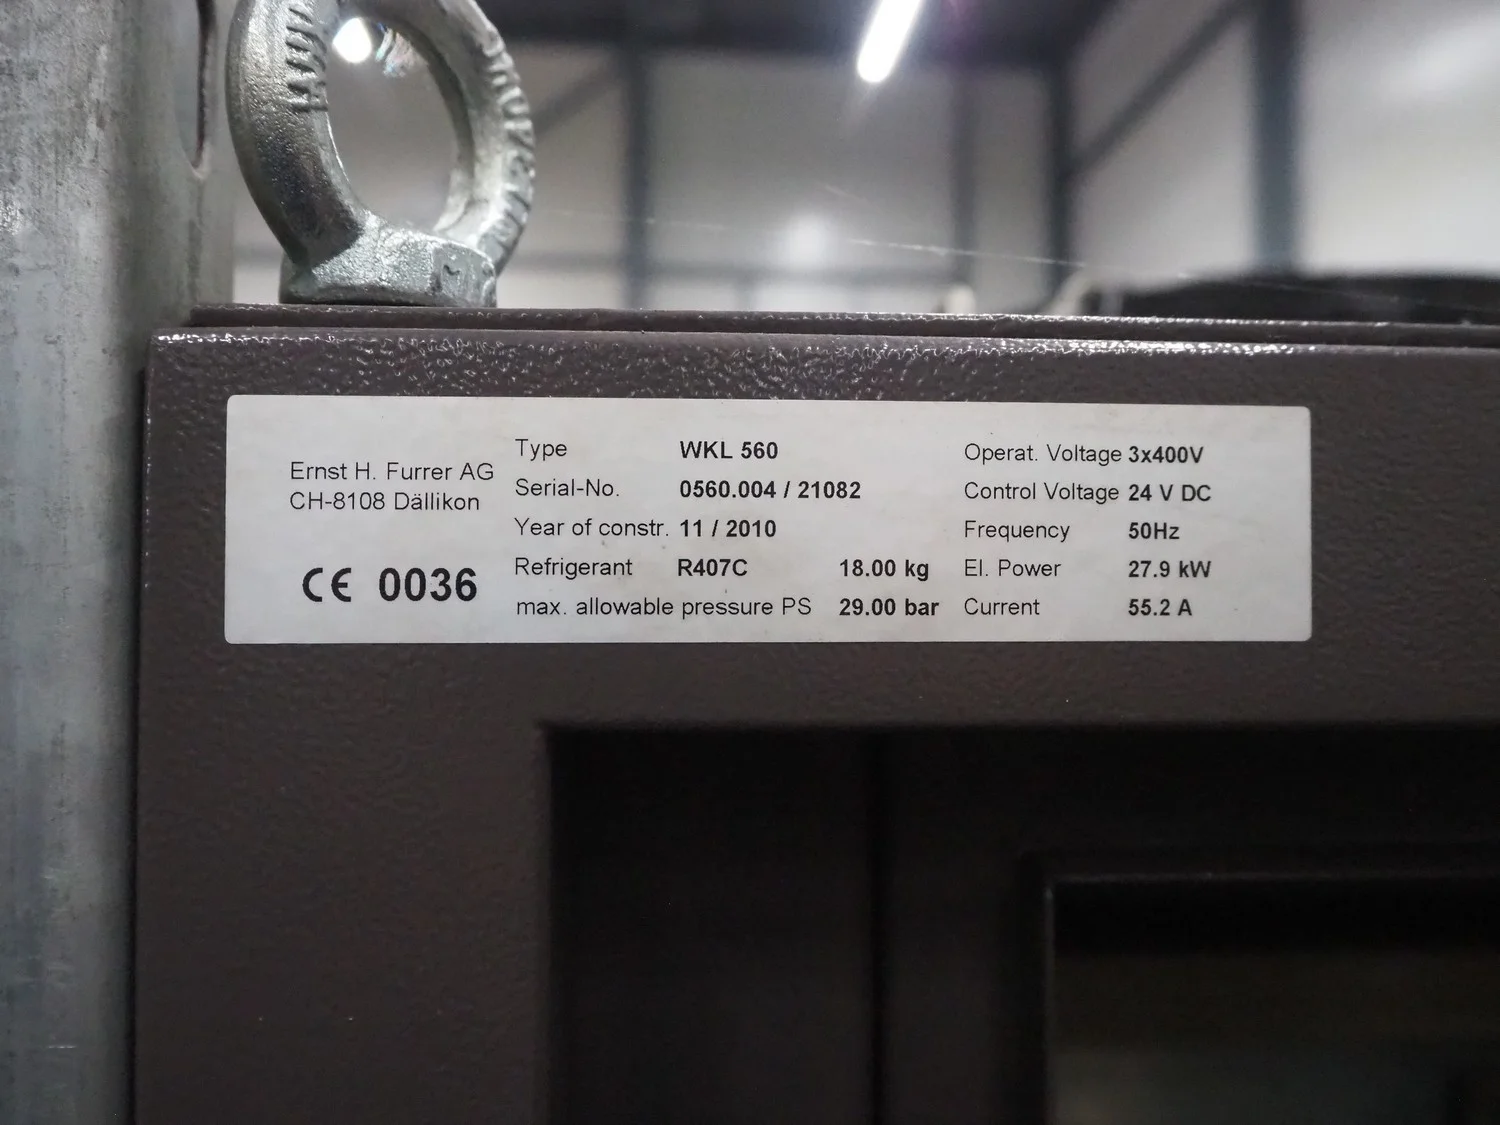 Ernst H. Furrer AG
CH-8108 Dällikon
CE 0036
Type WKL 560
Serial-No. 0560.004 / 21082
Year of constr. 11 / 2010
Refrigerant R407C 18.00 kg
max. allowable pressure PS 29.00 bar
Operat. Voltage 3x400V
Control Voltage 24 V DC
Frequency 50Hz
El. Power 27.9 kW
Current 55.2 A